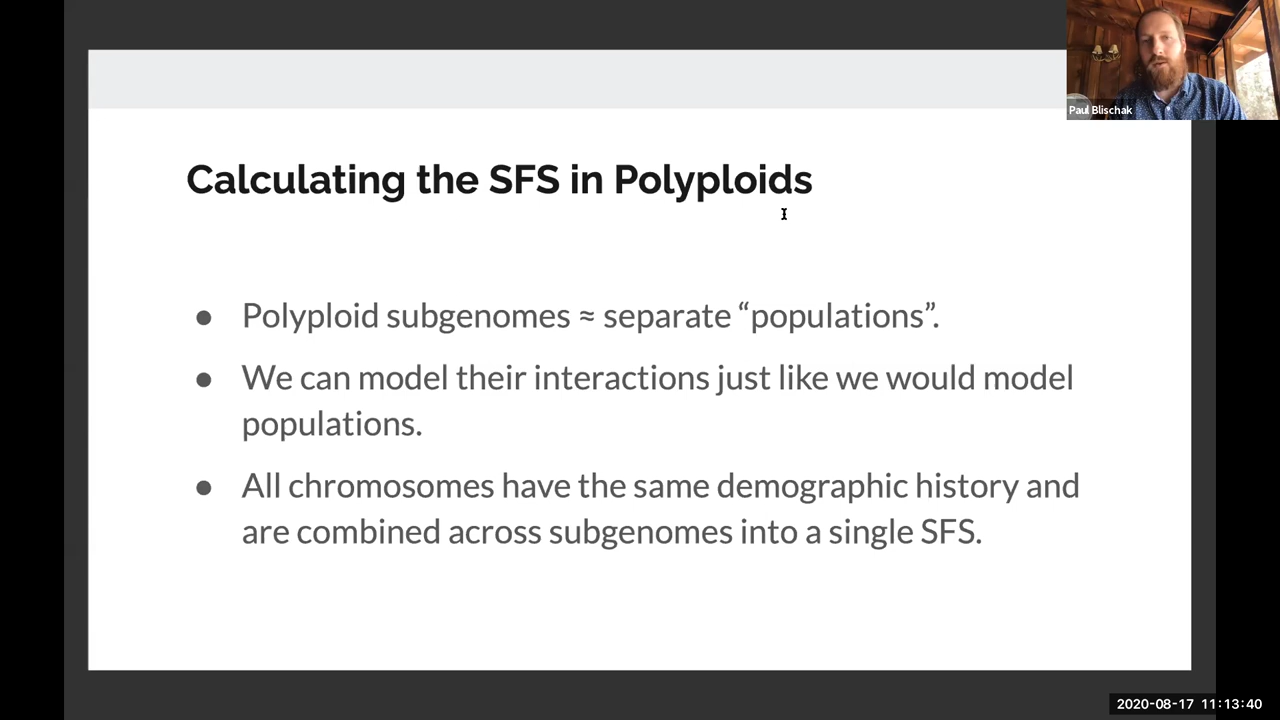 Paul Blischak
Calculating the SFS in Polyploids
● Polyploid subgenomes ≈ separate “populations”.
● We can model their interactions just like we would model
populations.
● All chromosomes have the same demographic history and
are combined across subgenomes into a single SFS.
2020-08-17 11:13:40